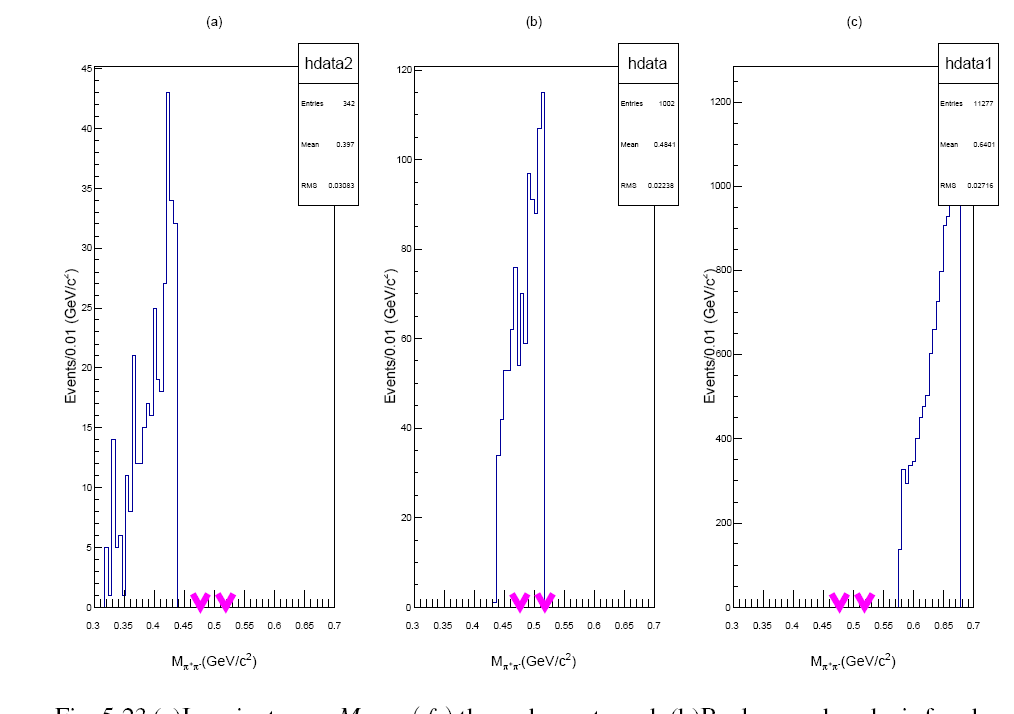 (a)
hdata2
Entries 342
Mean 0.397
RMS 0.03083
45
40
35
30
25
20
15
10
5
0
Events/0.01 (GeV/c²)
0.3 0.35 0.4 0.45 0.5 0.55 0.6 0.65 0.7
Mπ⁺π⁻(GeV/c²)
(b)
hdata
Entries 1002
Mean 0.4841
RMS 0.02238
120
100
80
60
40
20
0
Events/0.01 (GeV/c²)
0.3 0.35 0.4 0.45 0.5 0.55 0.6 0.65 0.7
Mπ⁺π⁻(GeV/c²)
(c)
hdata1
Entries 11277
Mean 0.6401
RMS 0.02716
1200
1000
800
600
400
200
0
Events/0.01 (GeV/c²)
0.3 0.35 0.4 0.45 0.5 0.55 0.6 0.65 0.7
Mπ⁺π⁻(GeV/c²)